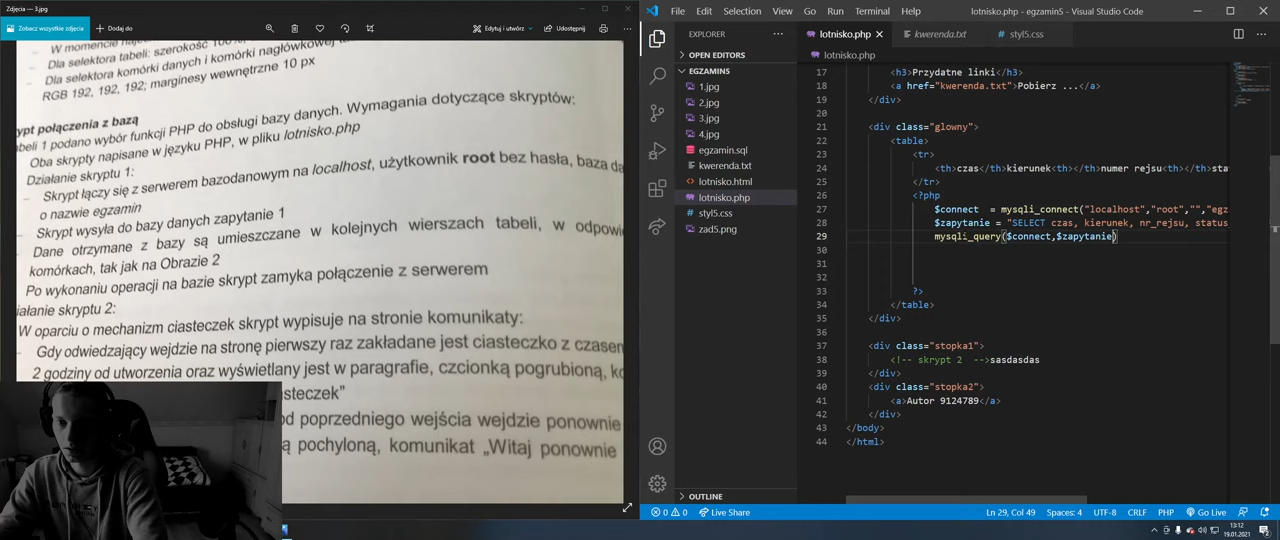 Zdjęcia — 3.jpg
Zobacz wszystkie zdjęcia
Dodaj do
Edytuj i utwórz
Udostępnij
W momencie
Dla selektora tabeli: szerokość 100%,
Dla selektora komórki danych i komórki nagłówkowej
RGB 192, 192, 192; marginesy wewnętrzne 10 px
ypt połączenia z bazą
abeli 1 podano wybór funkcji PHP do obsługi bazy danych. Wymagania dotyczące skryptów:
Oba skrypty napisane w języku PHP, w pliku lotnisko.php
Działanie skryptu 1:
Skrypt łączy się z serwerem bazodanowym na localhost, użytkownik root bez hasła, baza da
o nazwie egzamin
Skrypt wysyła do bazy danych zapytanie 1
Dane otrzymane z bazy są umieszczane w kolejnych wierszach tabeli, w odpowie
komórkach, tak jak na Obrazie 2
Po wykonaniu operacji na bazie skrypt zamyka połączenie z serwerem
iałanie skryptu 2:
W oparciu o mechanizm ciasteczek skrypt wypisuje na stronie komunikaty:
Gdy odwiedzający wejdzie na stronę pierwszy raz zakładane jest ciasteczko z czasem
2 godziny od utworzenia oraz wyświetlany jest w paragrafie, czcionką pogrubioną, ko
asteczek”
od poprzedniego wejścia wejdzie ponownie
ą pochyloną, komunikat „Witaj ponownie
File Edit Selection View Go Run Terminal Help
lotnisko.php - egzamin5 - Visual Studio Code
EXPLORER
OPEN EDITORS
EGZAMIN5
1.jpg
2.jpg
3.jpg
4.jpg
egzamin.sql
kwerenda.txt
lotnisko.html
lotnisko.php
styl5.css
zad5.png
OUTLINE
lotnisko.php
kwerenda.txt
styl5.css
lotnisko.php
17 <h3>Przydatne linki</h3>
18 <a href="kwerenda.txt">Pobierz ...</a>
19 </div>
20
21 <div class="glowny">
22 <table>
23 <tr>
24 <th>czas</th>kierunek<th></th>numer rejsu<th></th>sta
25 </tr>
26 <?php
27 $connect = mysqli_connect("localhost","root","","egz
28 $zapytanie = "SELECT czas, kierunek, nr_rejsu, status_
29 mysqli_query($connect,$zapytanie)
30
31
32
33 ?>
34 </table>
35 </div>
36
37 <div class="stopka1">
38 <!-- skrypt 2 -->sasdasdas
39 </div>
40 <div class="stopka2">
41 <a>Autor 9124789</a>
42 </div>
43 </body>
44 </html>
0 0 Live Share
Ln 29, Col 49 Spaces: 4 UTF-8 CRLF PHP Go Live
13:12
19.01.2021
2